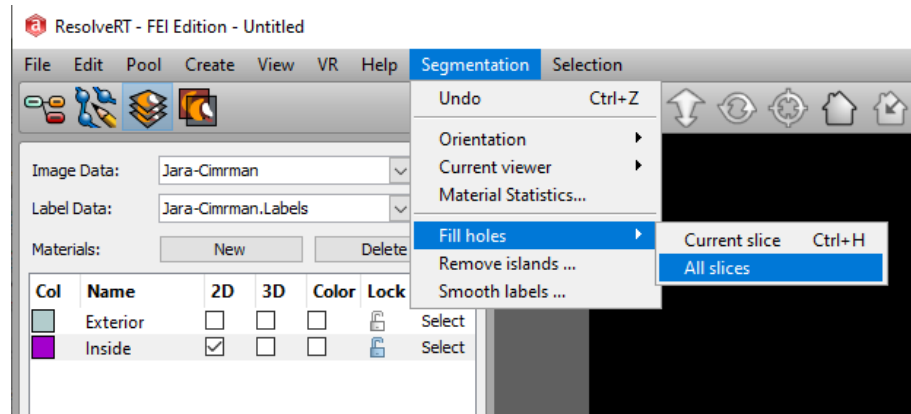 ResolveRT - FEI Edition - Untitled
File Edit Pool Create View VR Help Segmentation Selection
Undo Ctrl+Z
Orientation
Current viewer
Material Statistics...
Fill holes
Current slice Ctrl+H
All slices
Remove islands ...
Smooth labels ...
Image Data: Jara-Cimrman
Label Data: Jara-Cimrman.Labels
Materials: New Delete
Col Name 2D 3D Color Lock
Exterior Select
Inside Select